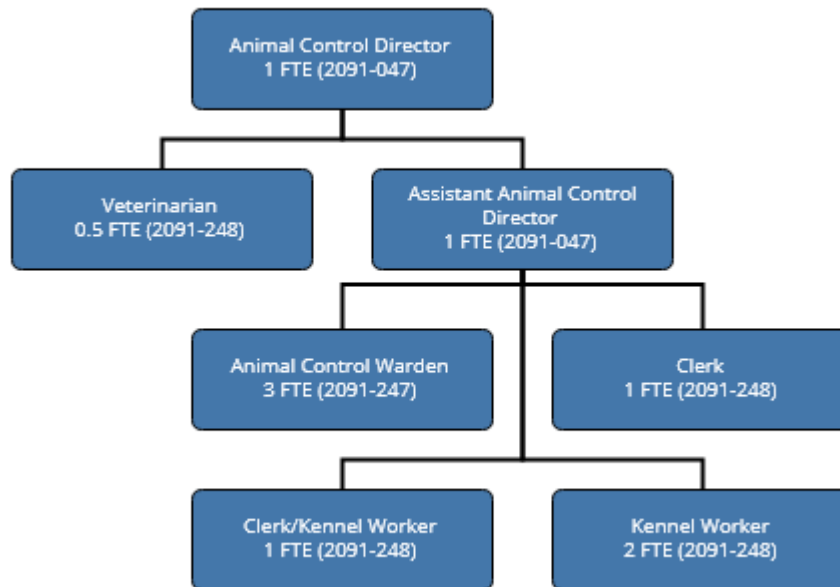 Animal Control Director
1 FTE (2091-047)
Veterinarian
0.5 FTE (2091-248)
Assistant Animal Control
Director
1 FTE (2091-047)
Animal Control Warden
3 FTE (2091-247)
Clerk
1 FTE (2091-248)
Clerk/Kennel Worker
1 FTE (2091-248)
Kennel Worker
2 FTE (2091-248)